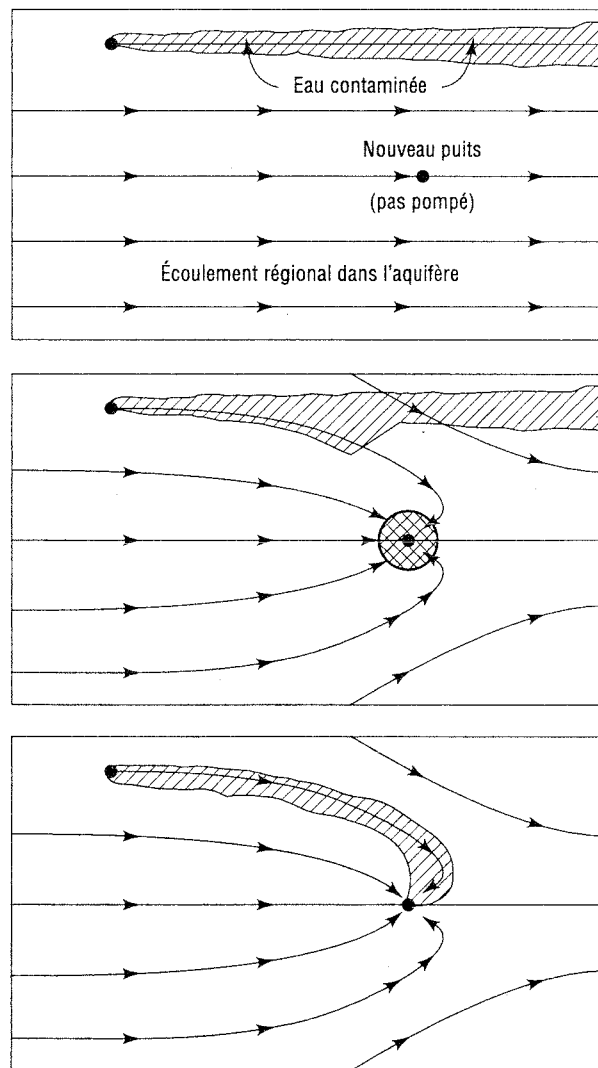 Eau contaminée
Nouveau puits
(pas pompé)
Écoulement régional dans l'aquifère